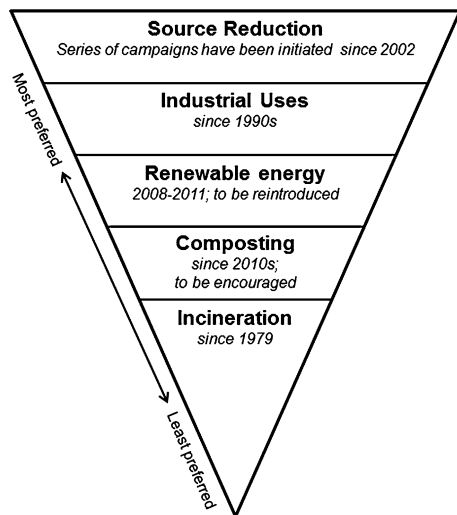 Source Reduction
Series of campaigns have been initiated since 2002
Industrial Uses
since 1990s
Renewable energy
2008-2011; to be reintroduced
Composting
since 2010s;
to be encouraged
Incineration
since 1979
Most preferred
Least preferred